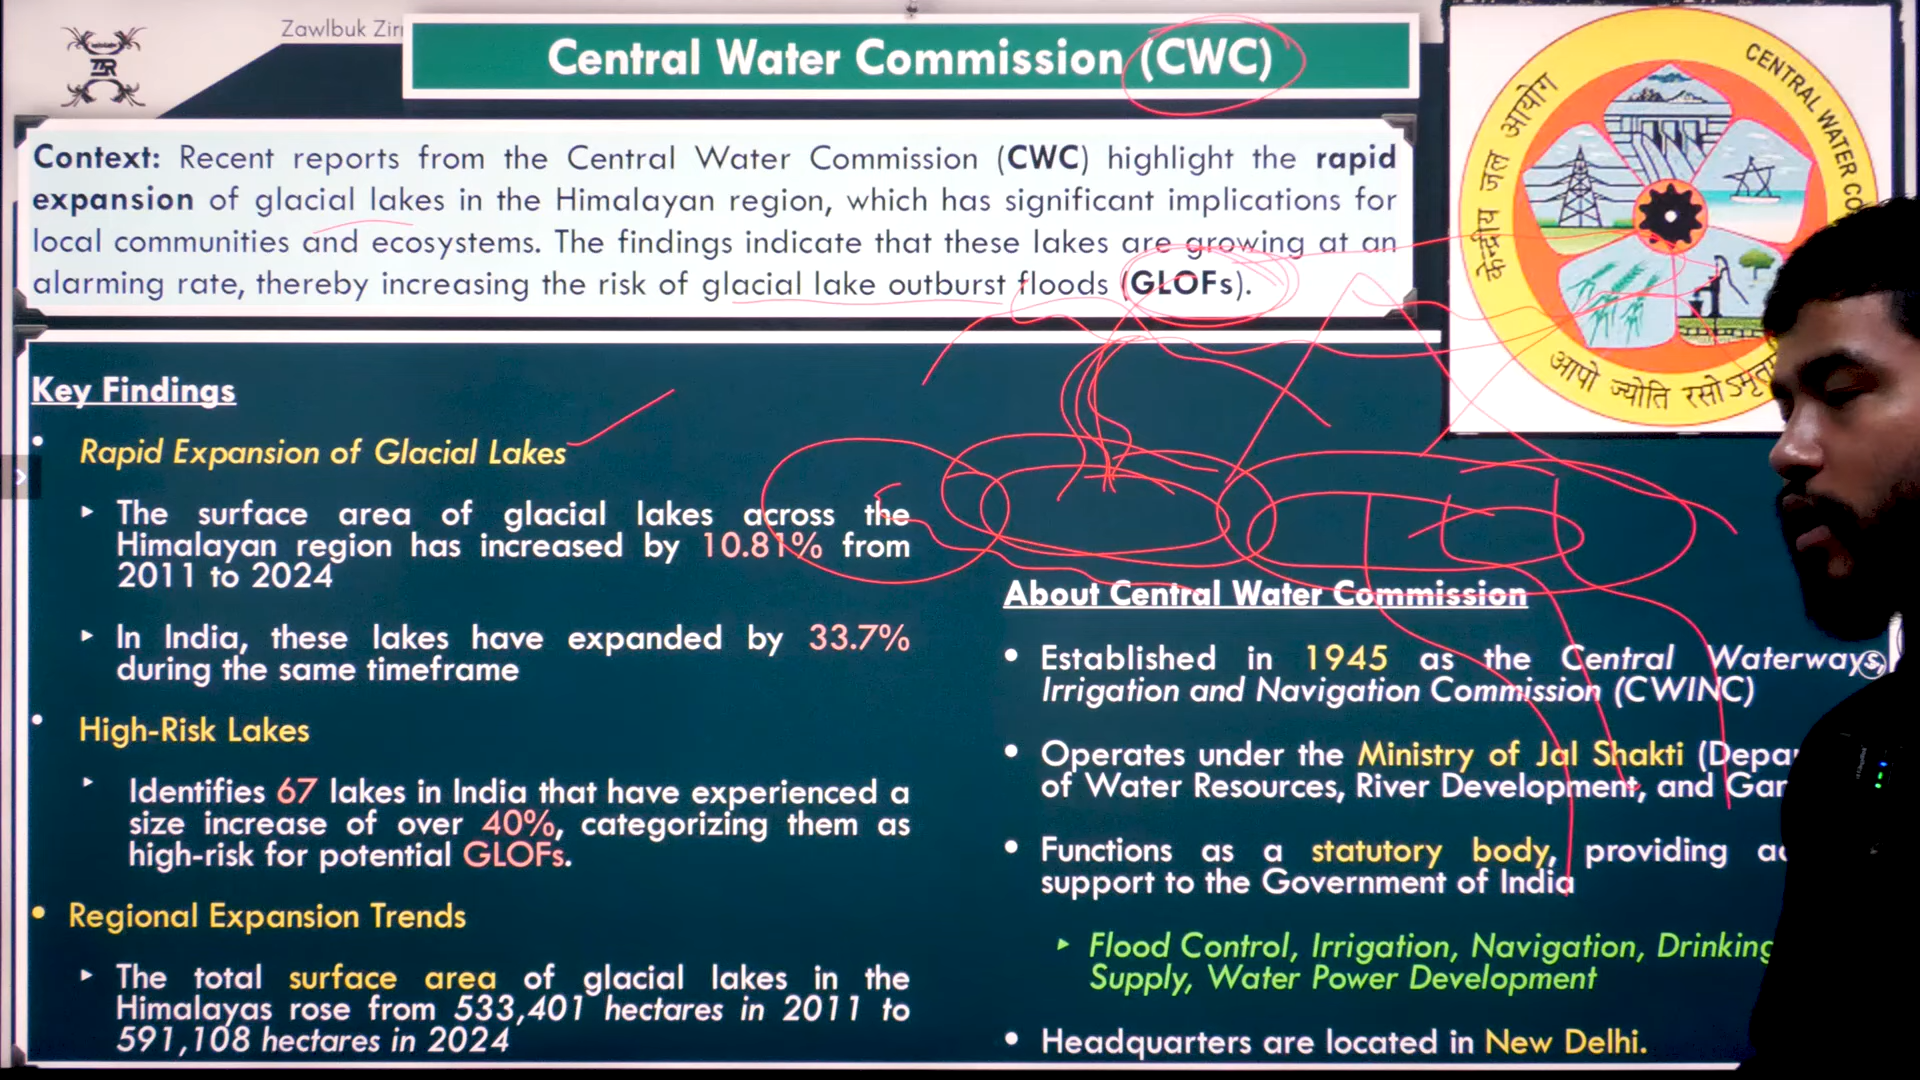 Zawlbuk Zir
Central Water Commission (CWC)
Context: Recent reports from the Central Water Commission (CWC) highlight the rapid
expansion of glacial lakes in the Himalayan region, which has significant implications for
local communities and ecosystems. The findings indicate that these lakes are growing at an
alarming rate, thereby increasing the risk of glacial lake outburst floods (GLOFs).
केन्द्रीय जल आयोग
CENTRAL WATER CO
आपो ज्योति रसोऽमृत
Key Findings
• Rapid Expansion of Glacial Lakes
▸ The surface area of glacial lakes across the
Himalayan region has increased by 10.81% from
2011 to 2024
▸ In India, these lakes have expanded by 33.7%
during the same timeframe
• High-Risk Lakes
▸ Identifies 67 lakes in India that have experienced a
size increase of over 40%, categorizing them as
high-risk for potential GLOFs.
• Regional Expansion Trends
▸ The total surface area of glacial lakes in the
Himalayas rose from 533,401 hectares in 2011 to
591,108 hectares in 2024
About Central Water Commission
• Established in 1945 as the Central Waterways,
Irrigation and Navigation Commission (CWINC)
• Operates under the Ministry of Jal Shakti (Depa
of Water Resources, River Development, and Gan
• Functions as a statutory body, providing ad
support to the Government of India
▸ Flood Control, Irrigation, Navigation, Drinking
Supply, Water Power Development
• Headquarters are located in New Delhi.